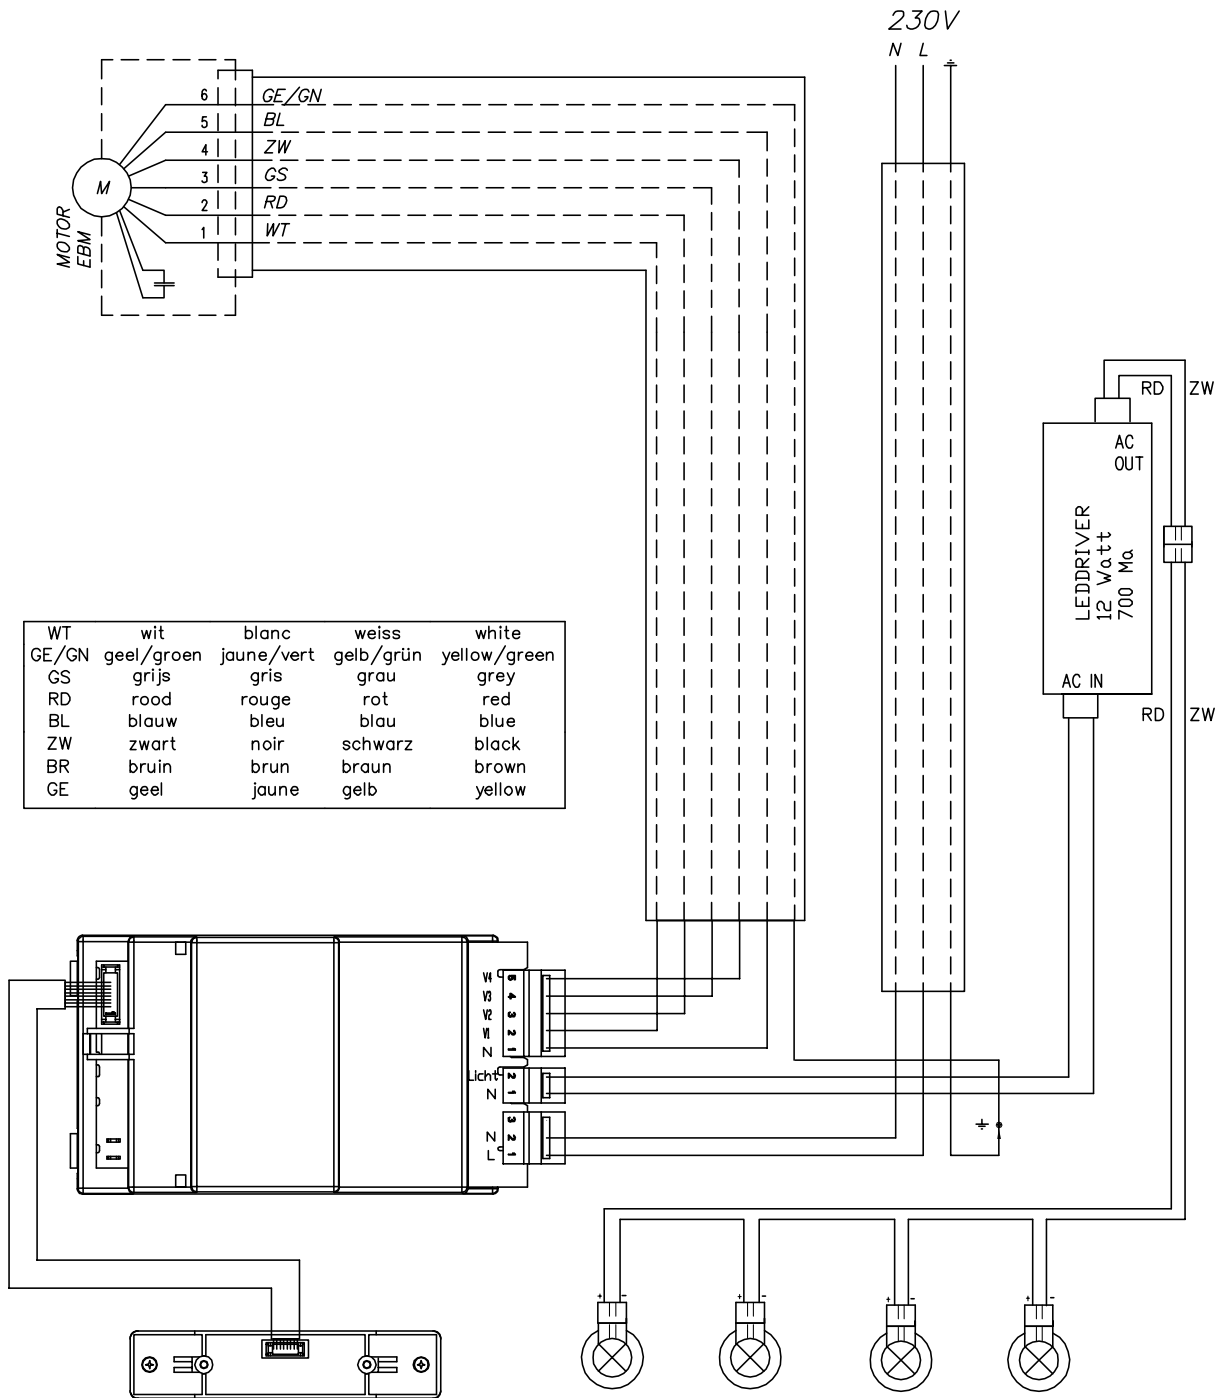 230V
N L
6 GE/GN
5 BL
4 ZW
3 GS
2 RD
1 WT
M
MOTOR
EBM
RD ZW
AC
OUT
LEDDRIVER
12 Watt
700 Ma
AC IN
RD ZW
WT wit blanc weiss white
GE/GN geel/groen jaune/vert gelb/grün yellow/green
GS grijs gris grau grey
RD rood rouge rot red
BL blauw bleu blau blue
ZW zwart noir schwarz black
BR bruin brun braun brown
GE geel jaune gelb yellow
V4 5
V3 4
V2 3
V1 2
N 1
Licht 2
N 1
3
N 2
L 1
+ - + - + - + -